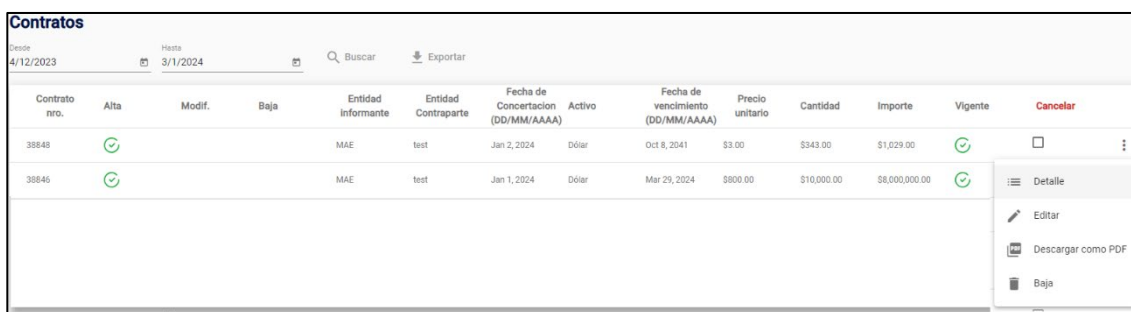 Contratos
Desde Hasta
4/12/2023 3/1/2024 Buscar Exportar
Contrato nro. Alta Modif. Baja Entidad Informante Entidad Contraparte Fecha de Concertacion (DD/MM/AAAA) Activo Fecha de vencimiento (DD/MM/AAAA) Precio unitario Cantidad Importe Vigente Cancelar
38848 MAE test Jan 2, 2024 Dólar Oct 8, 2041 $3.00 $343.00 $1,029.00
38846 MAE test Jan 1, 2024 Dólar Mar 29, 2024 $800.00 $10,000.00 $8,000,000.00
Detalle
Editar
PDF Descargar como PDF
Baja